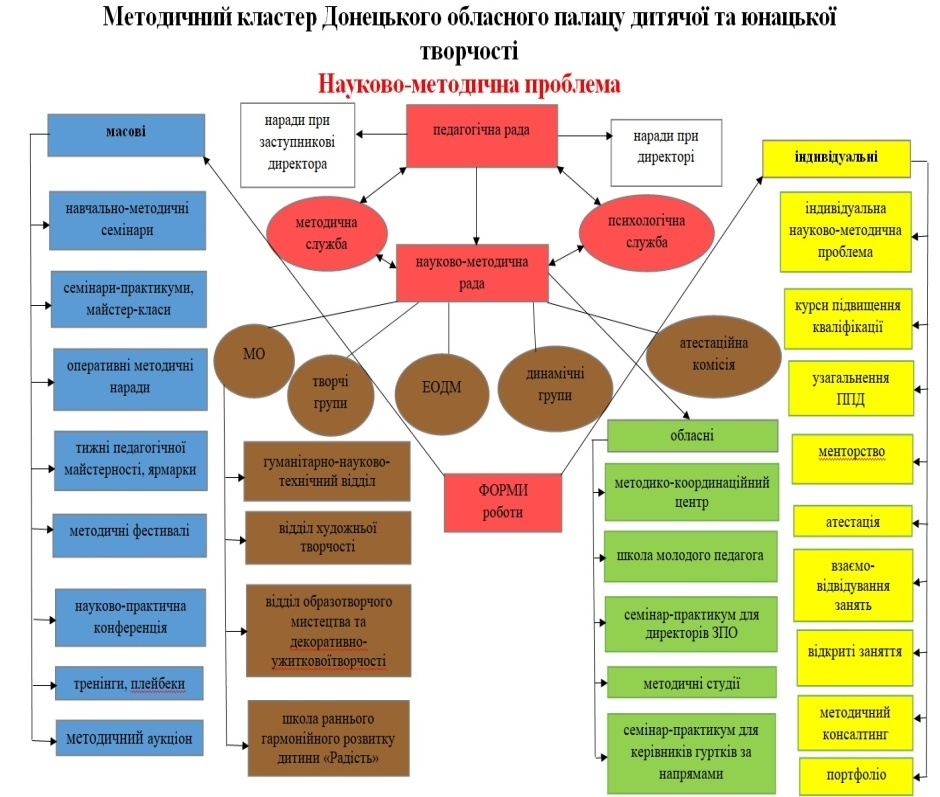 Методичний кластер Донецького обласного палацу дитячої та юнацької
творчості
Науково-методична проблема
масові
навчально-методичні
семінари
семінари-практикуми,
майстер-класи
оперативні методичні
наради
тижні педагогічної
майстерності, ярмарки
методичні фестивалі
науково-практична
конференція
тренінги, плейбеки
методичний аукціон
наради при
заступникові
директора
педагогічна рада
наради при
директорі
методична
служба
психологічна
служба
науково-методична
рада
МО
творчі
групи
ЕОДМ
динамічні
групи
атестаційна
комісія
гуманітарно-науково-
технічний відділ
відділ художньої
творчості
відділ образотворчого
мистецтва та
декоративно-
ужитковоїтворчості
школа раннього
гармонійного розвитку
дитини «Радість»
ФОРМИ
роботи
обласні
методико-координаційний
центр
школа молодого педагога
семінар-практикум для
директорів ЗПО
методичні студії
семінар-практикум для
керівників гуртків за
напрямами
індивідуальні
індивідуальна
науково-методична
проблема
курси підвищення
кваліфікації
узагальнення
ППД
менторство
атестація
взаємо-
відвідування
занять
відкриті заняття
методичний
консалтинг
портфоліо